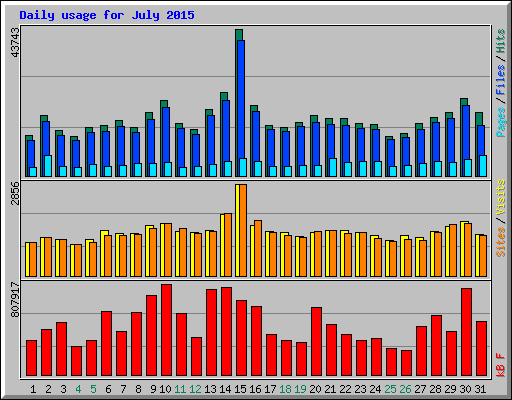 Daily usage for July 2015
43743
Pages / Files / Hits
2856
Sites / Visits
807917
kB F
1 2 3 4 5 6 7 8 9 10 11 12 13 14 15 16 17 18 19 20 21 22 23 24 25 26 27 28 29 30 31